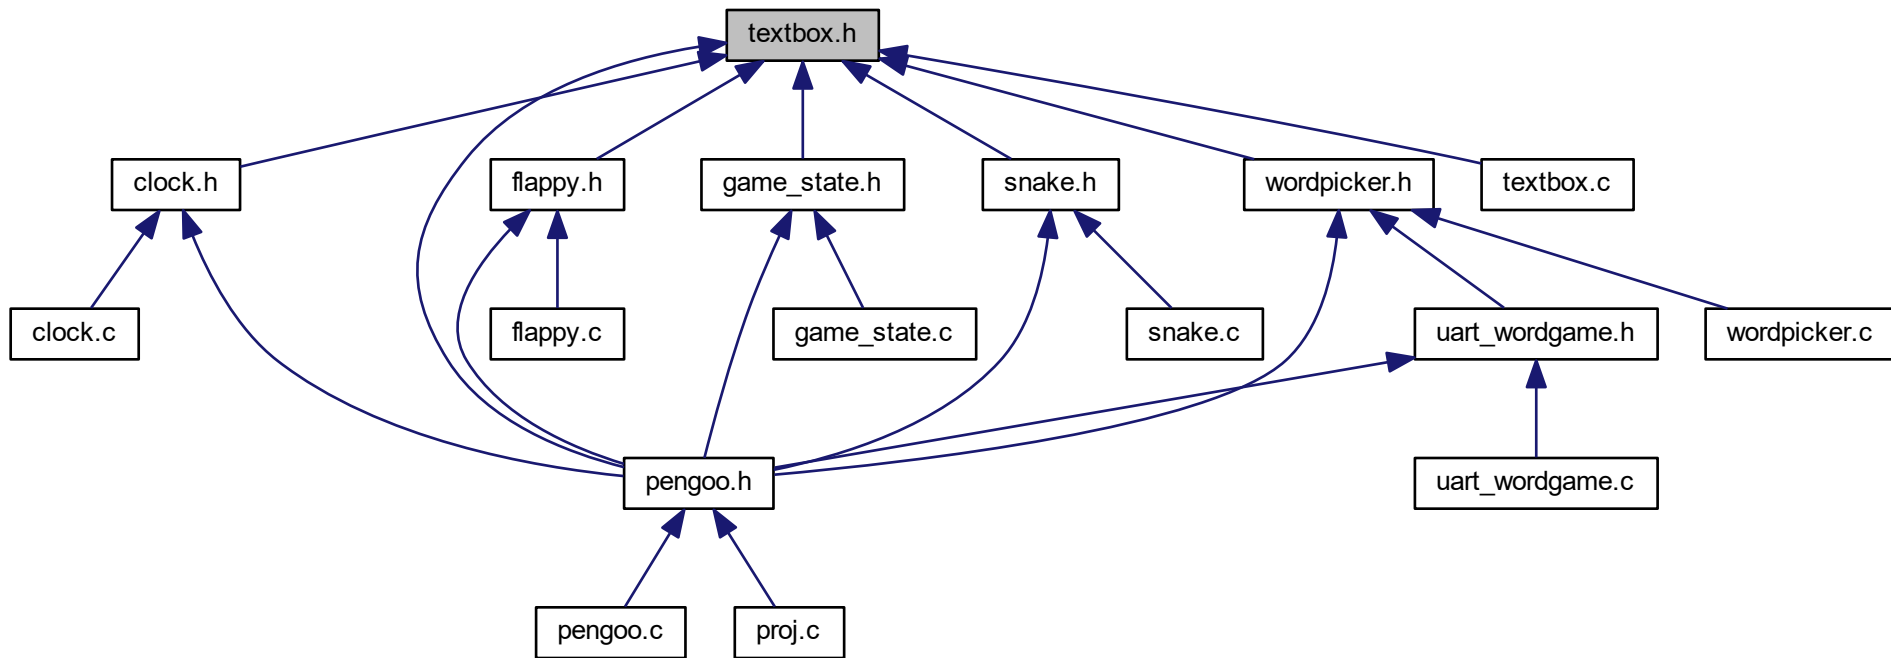 textbox.h
clock.h
flappy.h
game_state.h
snake.h
wordpicker.h
textbox.c
clock.c
flappy.c
game_state.c
snake.c
uart_wordgame.h
wordpicker.c
pengoo.h
uart_wordgame.c
pengoo.c
proj.c